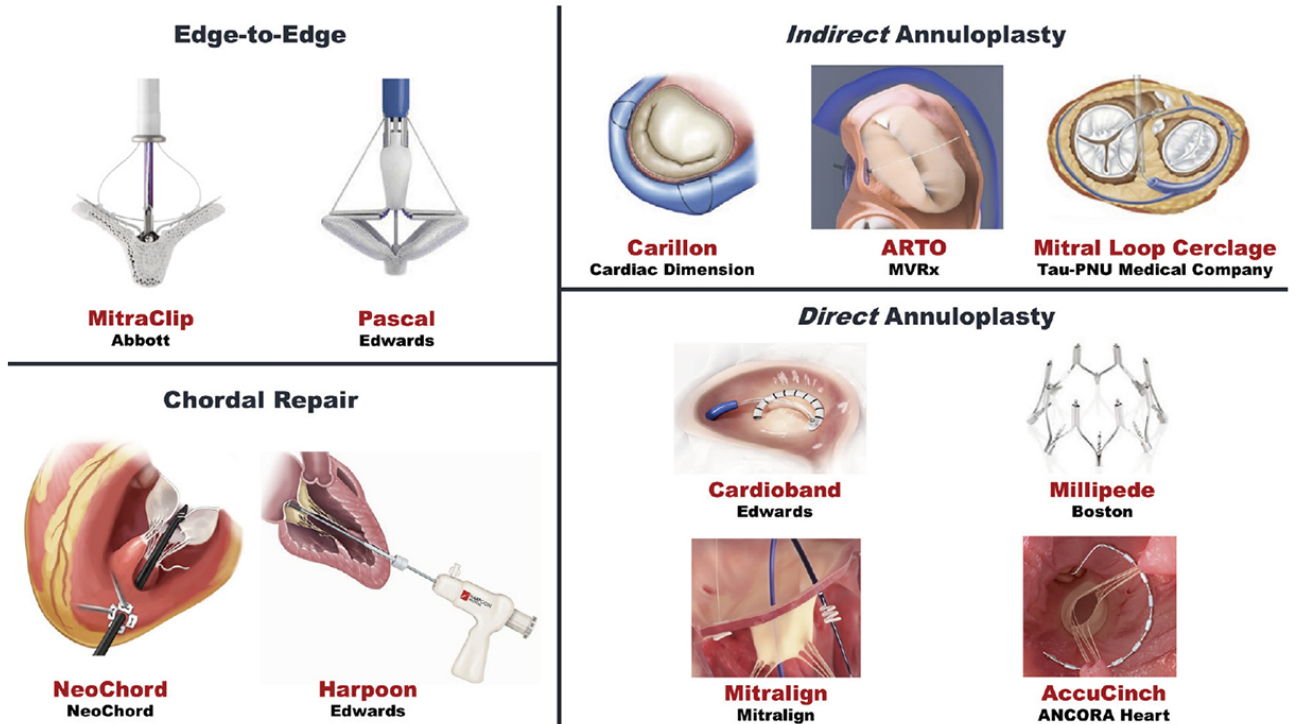 Edge-to-Edge
MitraClip
Abbott
Pascal
Edwards
Indirect Annuloplasty
Carillon
Cardiac Dimension
ARTO
MVRx
Mitral Loop Cerclage
Tau-PNU Medical Company
Chordal Repair
NeoChord
NeoChord
Harpoon
Edwards
Direct Annuloplasty
Cardioband
Edwards
Millipede
Boston
Mitralign
Mitralign
AccuCinch
ANCORA Heart